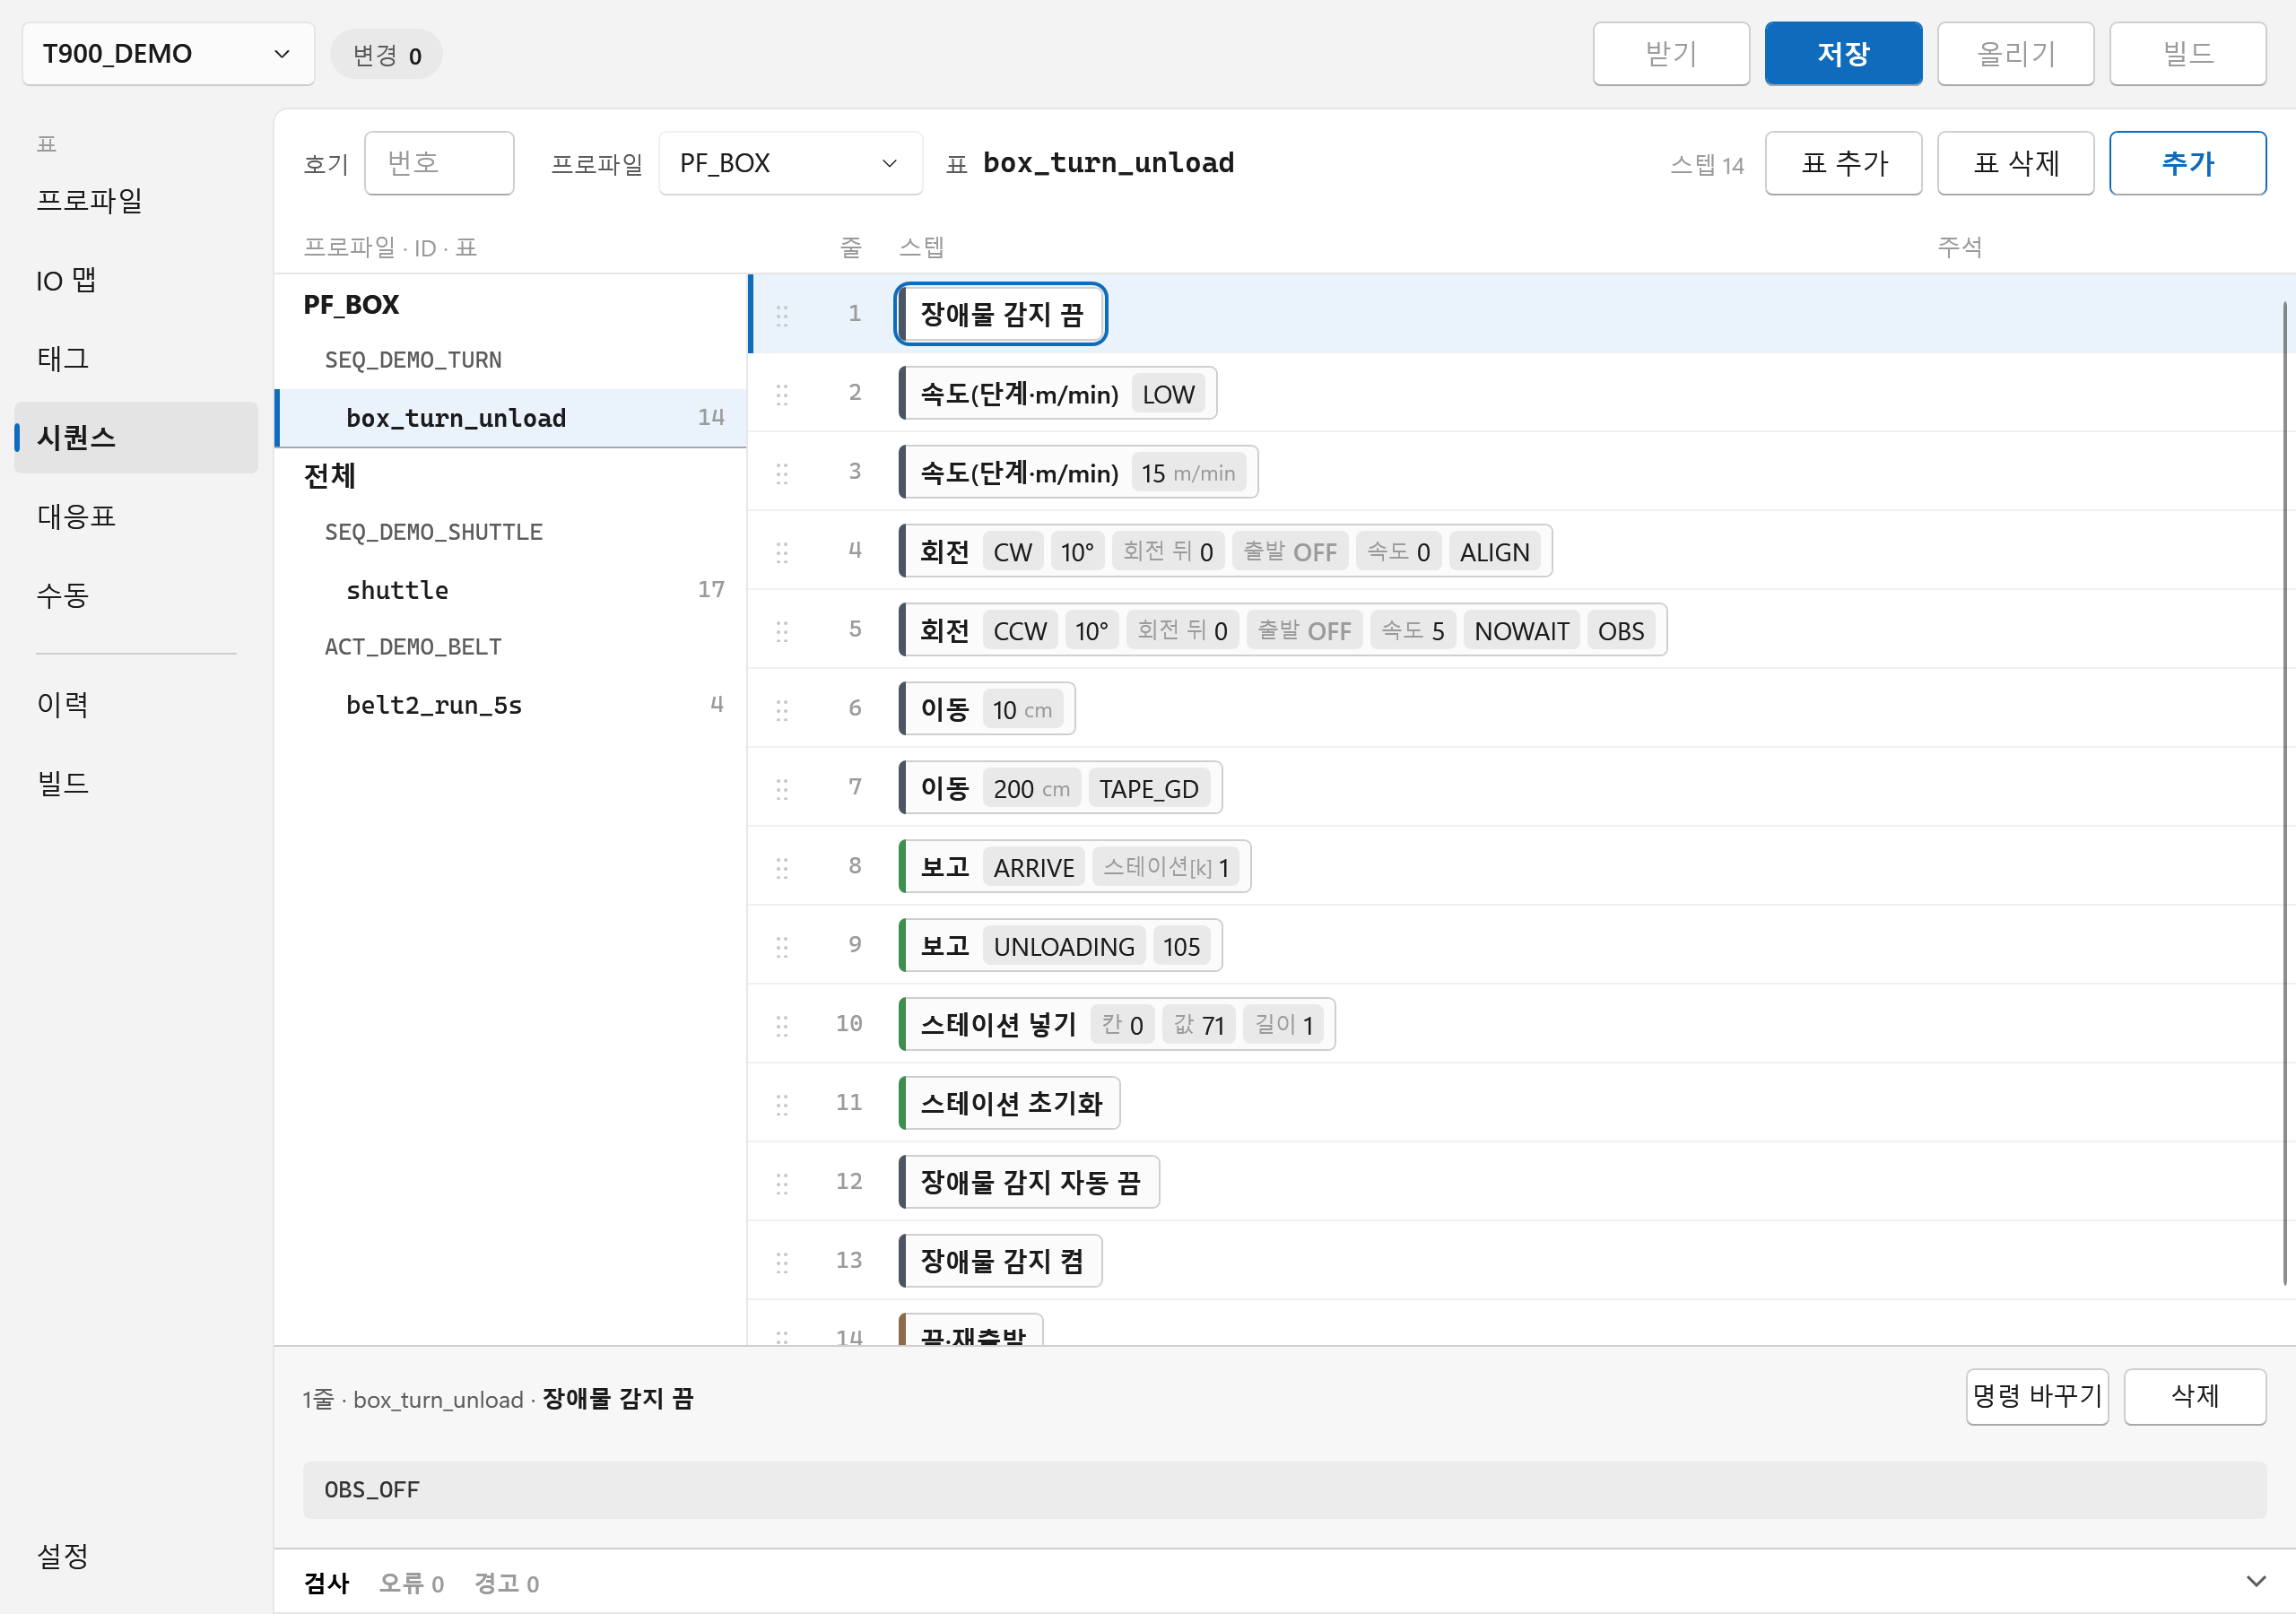 T900_DEMO 변경 0 받기 저장 올리기 빌드
표
프로파일
IO 맵
태그
시퀀스
대응표
수동
이력
빌드
설정
호기 번호 프로파일 PF_BOX 표 box_turn_unload 스텝 14 표 추가 표 삭제 추가
프로파일 · ID · 표
PF_BOX
SEQ_DEMO_TURN
box_turn_unload 14
전체
SEQ_DEMO_SHUTTLE
shuttle 17
ACT_DEMO_BELT
belt2_run_5s 4
줄 스텝 주석
1 장애물 감지 끔
2 속도(단계·m/min) LOW
3 속도(단계·m/min) 15 m/min
4 회전 CW 10° 회전 뒤 0 출발 OFF 속도 0 ALIGN
5 회전 CCW 10° 회전 뒤 0 출발 OFF 속도 5 NOWAIT OBS
6 이동 10 cm
7 이동 200 cm TAPE_GD
8 보고 ARRIVE 스테이션[k] 1
9 보고 UNLOADING 105
10 스테이션 넣기 칸 0 값 71 길이 1
11 스테이션 초기화
12 장애물 감지 자동 끔
13 장애물 감지 켬
14 끝·재출발
1줄 · box_turn_unload · 장애물 감지 끔 명령 바꾸기 삭제
OBS_OFF
검사 오류 0 경고 0